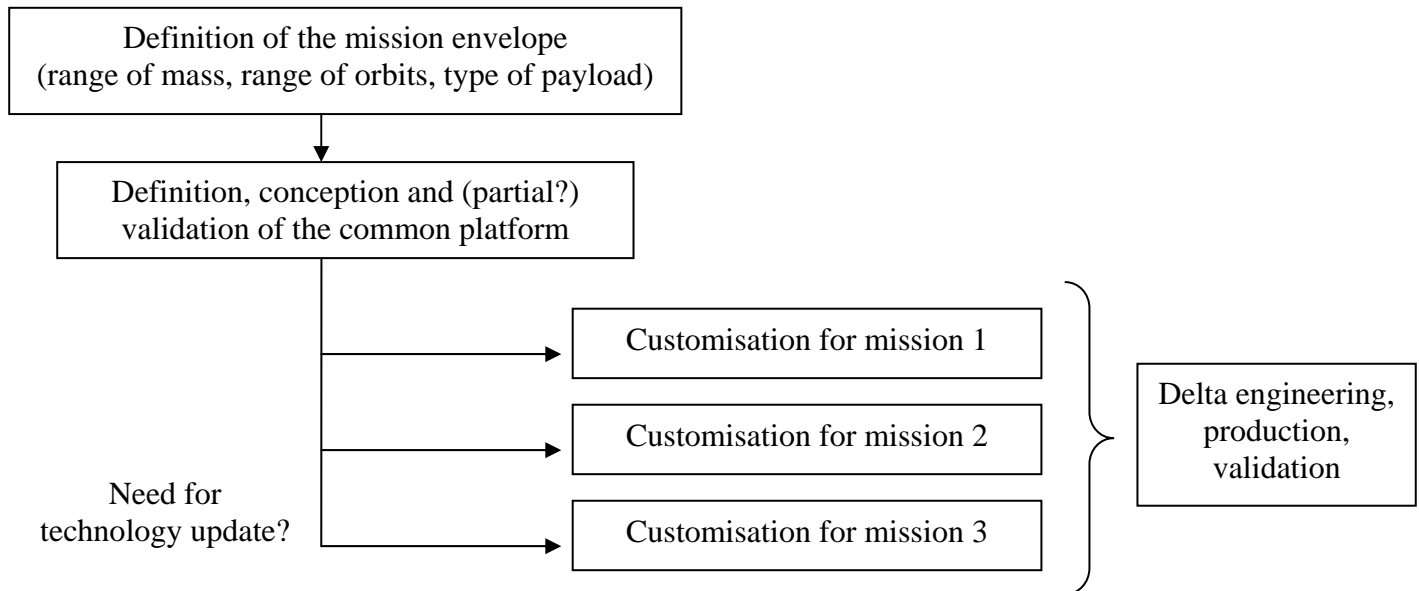 Definition of the mission envelope
(range of mass, range of orbits, type of payload)
Definition, conception and (partial?)
validation of the common platform
Customisation for mission 1
Customisation for mission 2
Customisation for mission 3
Need for
technology update?
Delta engineering,
production,
validation